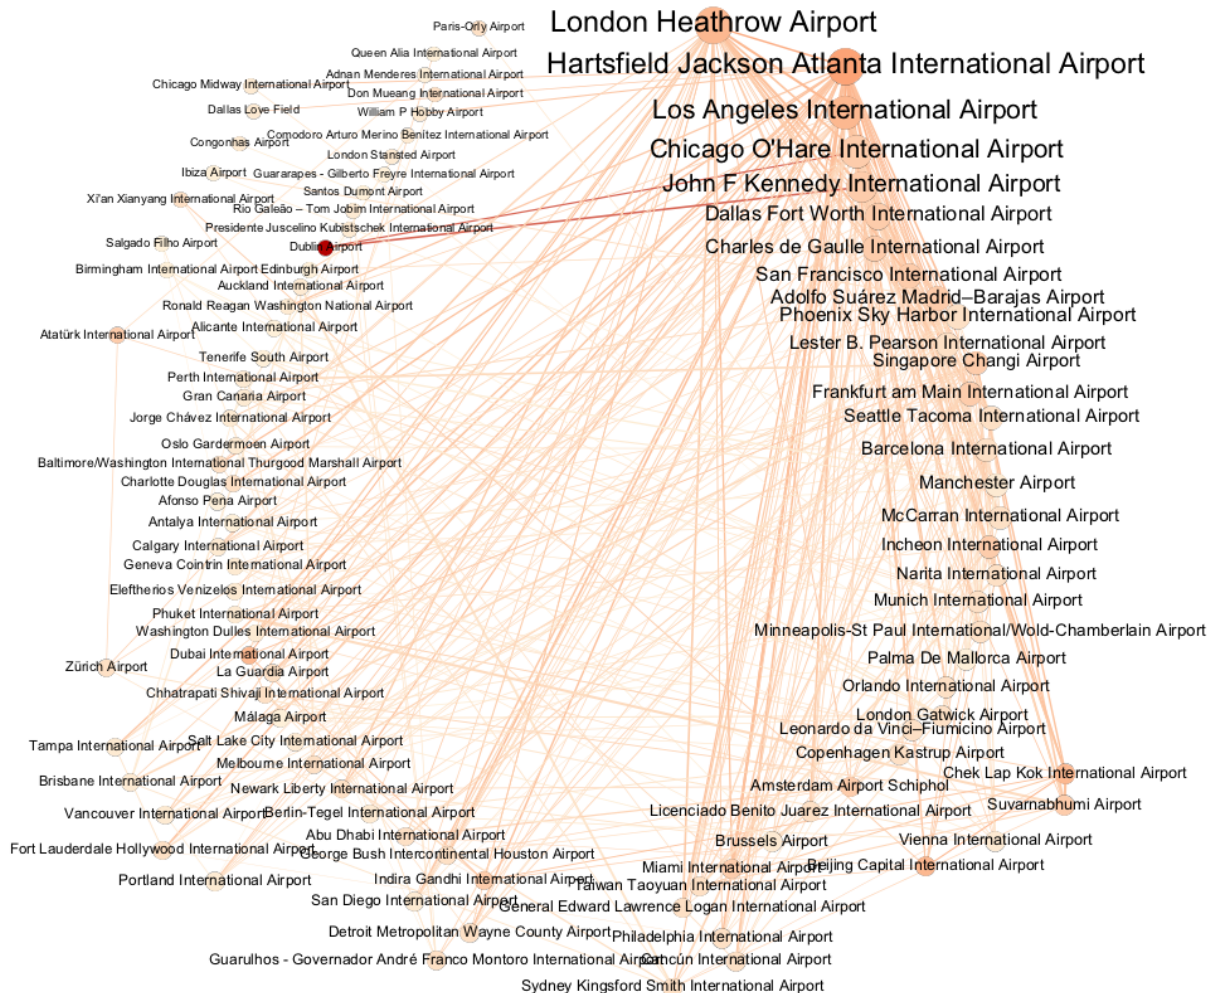 Paris-Orly Airport
London Heathrow Airport
Queen Alia International Airport
Hartsfield Jackson Atlanta International Airport
Adnan Menderes International Airport
Chicago Midway International Airport
Don Mueang International Airport
Dallas Love Field
William P Hobby Airport
Los Angeles International Airport
Comodoro Arturo Merino Benítez International Airport
Congonhas Airport
Chicago O'Hare International Airport
London Stansted Airport
Ibiza Airport
Guararapes - Gilberto Freyre International Airport
John F Kennedy International Airport
Santos Dumont Airport
Xi'an Xianyang International Airport
Rio Galeão – Tom Jobim International Airport
Dallas Fort Worth International Airport
Presidente Juscelino Kubistschek International Airport
Salgado Filho Airport
Dublin Airport
Charles de Gaulle International Airport
Birmingham International Airport
Edinburgh Airport
San Francisco International Airport
Auckland International Airport
Adolfo Suárez Madrid–Barajas Airport
Ronald Reagan Washington National Airport
Phoenix Sky Harbor International Airport
Alicante International Airport
Atatürk International Airport
Lester B. Pearson International Airport
Tenerife South Airport
Singapore Changi Airport
Perth International Airport
Frankfurt am Main International Airport
Gran Canaria Airport
Jorge Chávez International Airport
Seattle Tacoma International Airport
Oslo Gardermoen Airport
Barcelona International Airport
Baltimore/Washington International Thurgood Marshall Airport
Charlotte Douglas International Airport
Manchester Airport
Afonso Pena Airport
McCarran International Airport
Antalya International Airport
Calgary International Airport
Incheon International Airport
Geneva Cointrin International Airport
Narita International Airport
Eleftherios Venizelos International Airport
Munich International Airport
Phuket International Airport
Washington Dulles International Airport
Minneapolis-St Paul International/Wold-Chamberlain Airport
Dubai International Airport
Palma De Mallorca Airport
Zürich Airport
La Guardia Airport
Orlando International Airport
Chhatrapati Shivaji International Airport
Málaga Airport
London Gatwick Airport
Leonardo da Vinci–Fiumicino Airport
Tampa International Airport
Salt Lake City International Airport
Copenhagen Kastrup Airport
Melbourne International Airport
Chek Lap Kok International Airport
Brisbane International Airport
Newark Liberty International Airport
Amsterdam Airport Schiphol
Suvarnabhumi Airport
Vancouver International Airport
Berlin-Tegel International Airport
Licenciado Benito Juarez International Airport
Abu Dhabi International Airport
Brussels Airport
Vienna International Airport
Fort Lauderdale Hollywood International Airport
George Bush Intercontinental Houston Airport
Miami International Airport
Beijing Capital International Airport
Portland International Airport
Indira Gandhi International Airport
Taiwan Taoyuan International Airport
San Diego International Airport
General Edward Lawrence Logan International Airport
Detroit Metropolitan Wayne County Airport
Philadelphia International Airport
Guarulhos - Governador André Franco Montoro International Airport
Cancún International Airport
Sydney Kingsford Smith International Airport